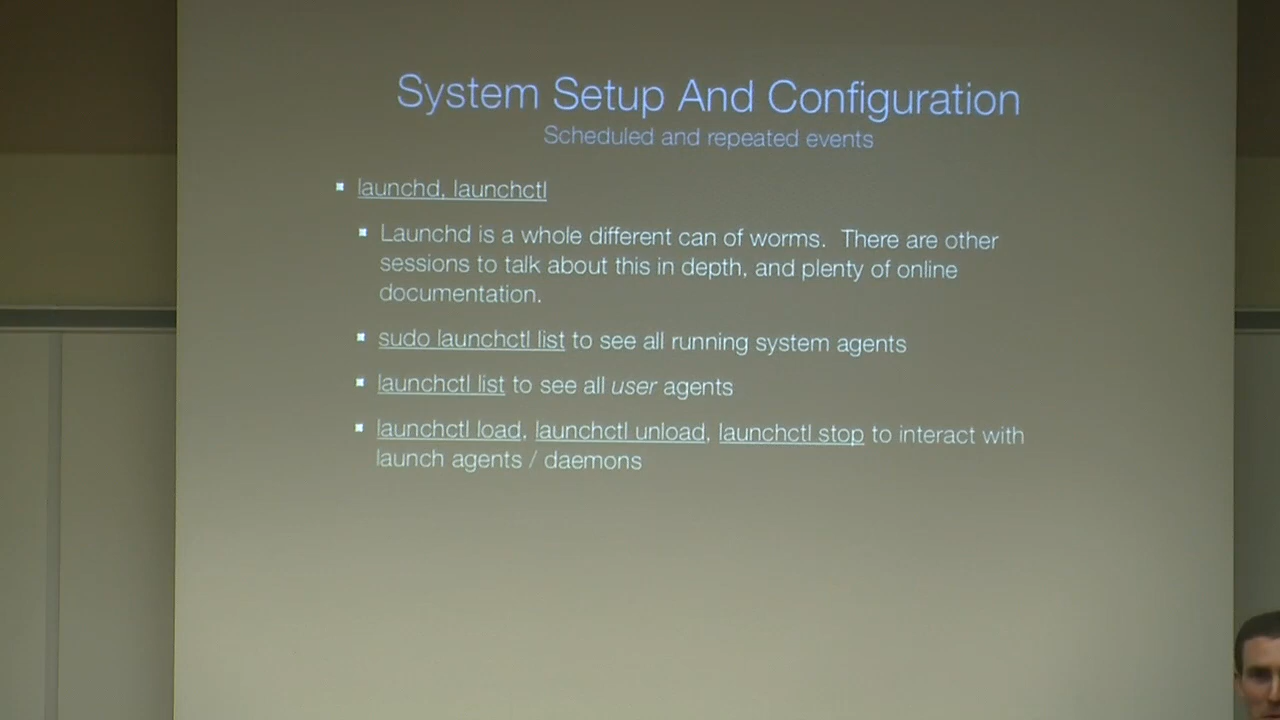 System Setup And Configuration
Scheduled and repeated events
launchd, launchctl
Launchd is a whole different can of worms. There are other
sessions to talk about this in depth, and plenty of online
documentation.
sudo launchctl list to see all running system agents
launchctl list to see all user agents
launchctl load, launchctl unload, launchctl stop to interact with
launch agents / daemons